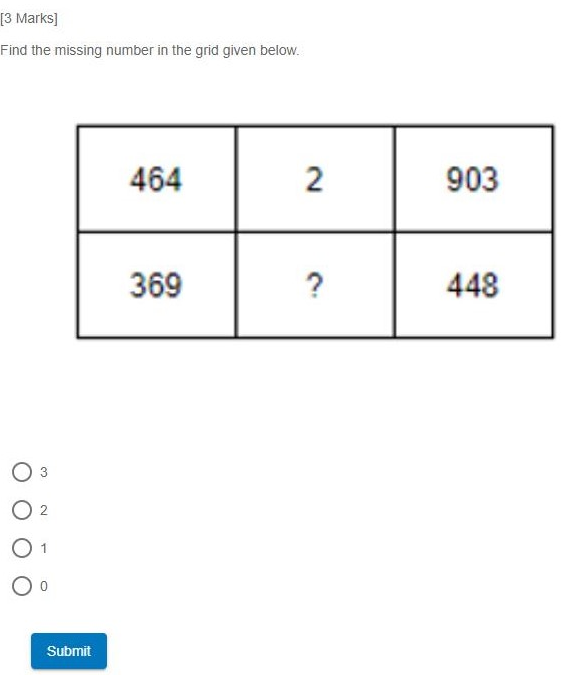 [3 Marks]
Find the missing number in the grid given below.
464 2 903
369 ? 448
3
2
1
0
Submit